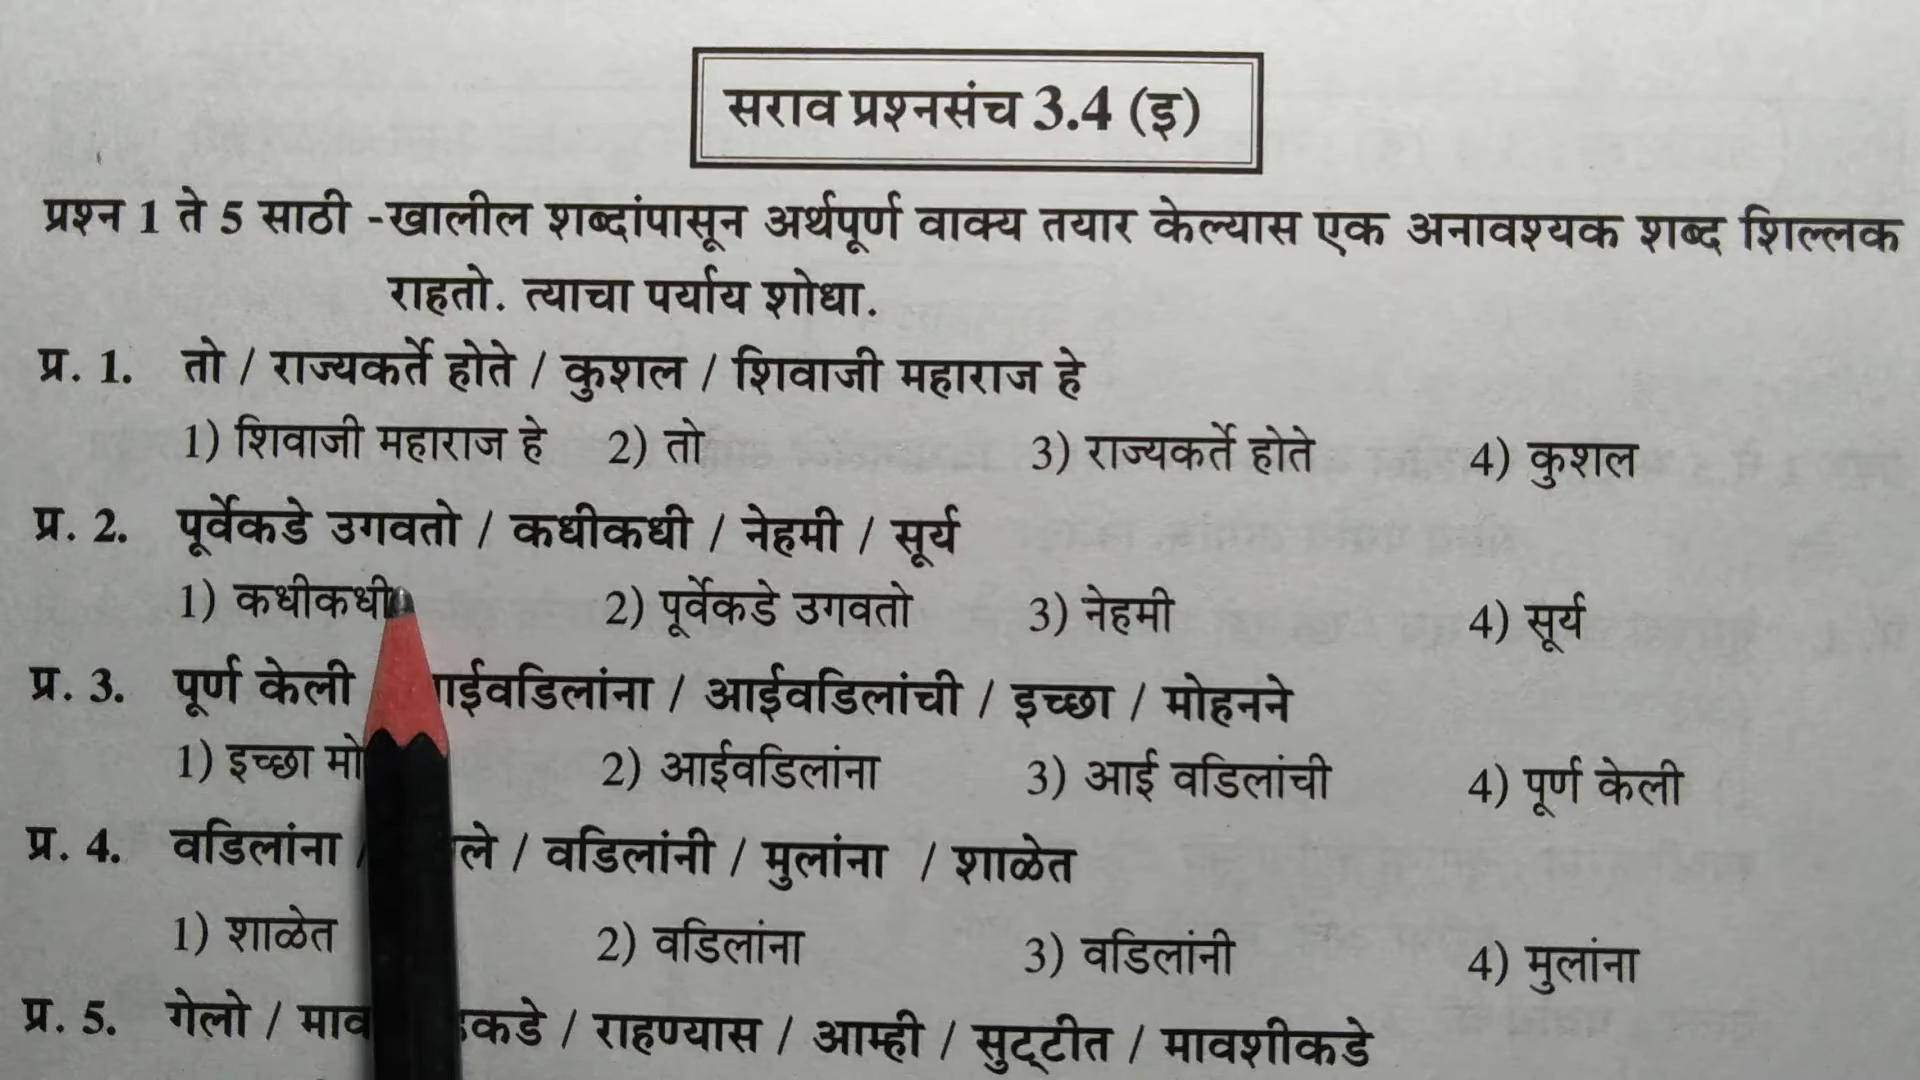 सराव प्रश्नसंच 3.4 (इ)
प्रश्न 1 ते 5 साठी -खालील शब्दांपासून अर्थपूर्ण वाक्य तयार केल्यास एक अनावश्यक शब्द शिल्लक
राहतो. त्याचा पर्याय शोधा.
प्र. 1. तो / राज्यकर्ते होते / कुशल / शिवाजी महाराज हे
1) शिवाजी महाराज हे 2) तो 3) राज्यकर्ते होते 4) कुशल
प्र. 2. पूर्वेकडे उगवतो / कधीकधी / नेहमी / सूर्य
1) कधीकधी 2) पूर्वेकडे उगवतो 3) नेहमी 4) सूर्य
प्र. 3. पूर्ण केली / आईवडिलांची / इच्छा / मोहनने
1) इच्छा 2) आईवडिलांना 3) आई वडिलांची 4) पूर्ण केली
प्र. 4. वडिलांना / / वडिलांनी / मुलांना / शाळेत
1) शाळेत 2) वडिलांना 3) वडिलांनी 4) मुलांना
प्र. 5. गेलो / / राहण्यास / आम्ही / सुट्टीत / मावशीकडे